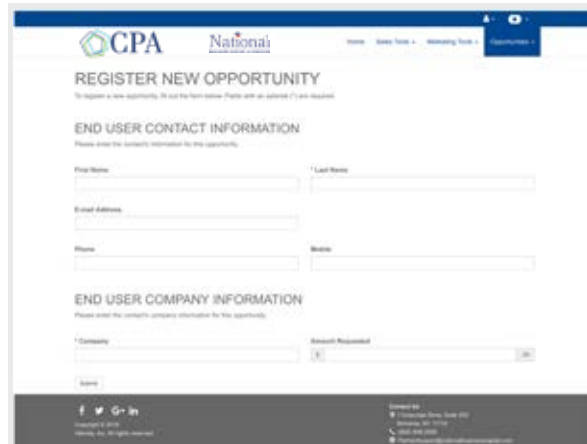 CPA
National
Home Sales Tools Marketing Tools Opportunities
REGISTER NEW OPPORTUNITY
To register a new opportunity, fill out the form below. Fields with an asterisk (*) are required.
END USER CONTACT INFORMATION
Please enter the contact's information for this opportunity.
First Name
* Last Name
E-mail Address
Phone
Mobile
END USER COMPANY INFORMATION
Please enter the contact's company information for this opportunity.
* Company
Amount Requested
$
.00
Submit
f G+ in
Contact Us